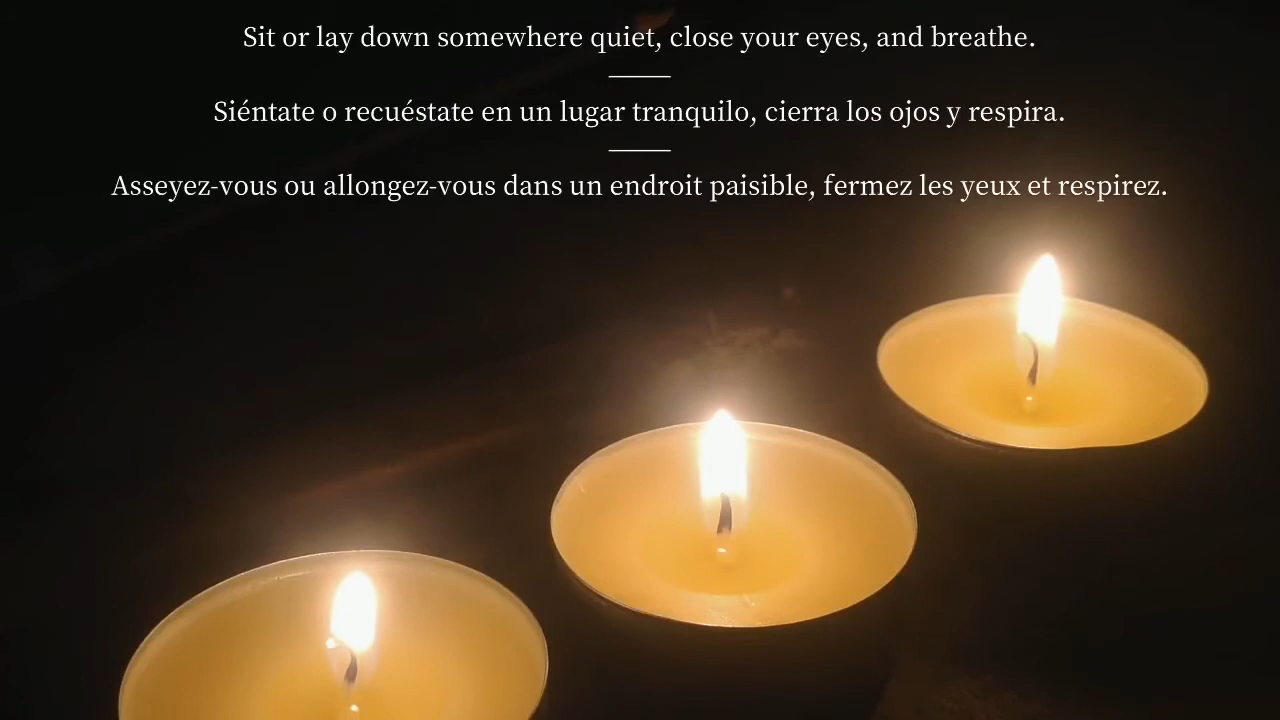 Sit or lay down somewhere quiet, close your eyes, and breathe.
Siéntate o recuéstate en un lugar tranquilo, cierra los ojos y respira.
Asseyez-vous ou allongez-vous dans un endroit paisible, fermez les yeux et respirez.